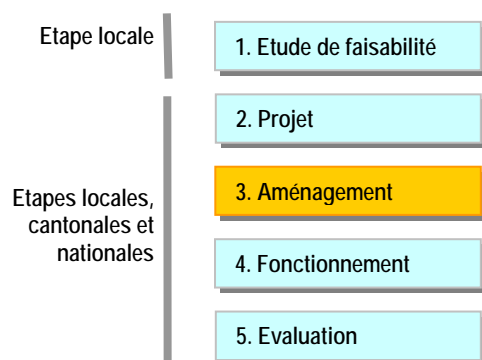 Etape locale
1. Etude de faisabilité
2. Projet
Etapes locales,
cantonales et
nationales
3. Aménagement
4. Fonctionnement
5. Evaluation